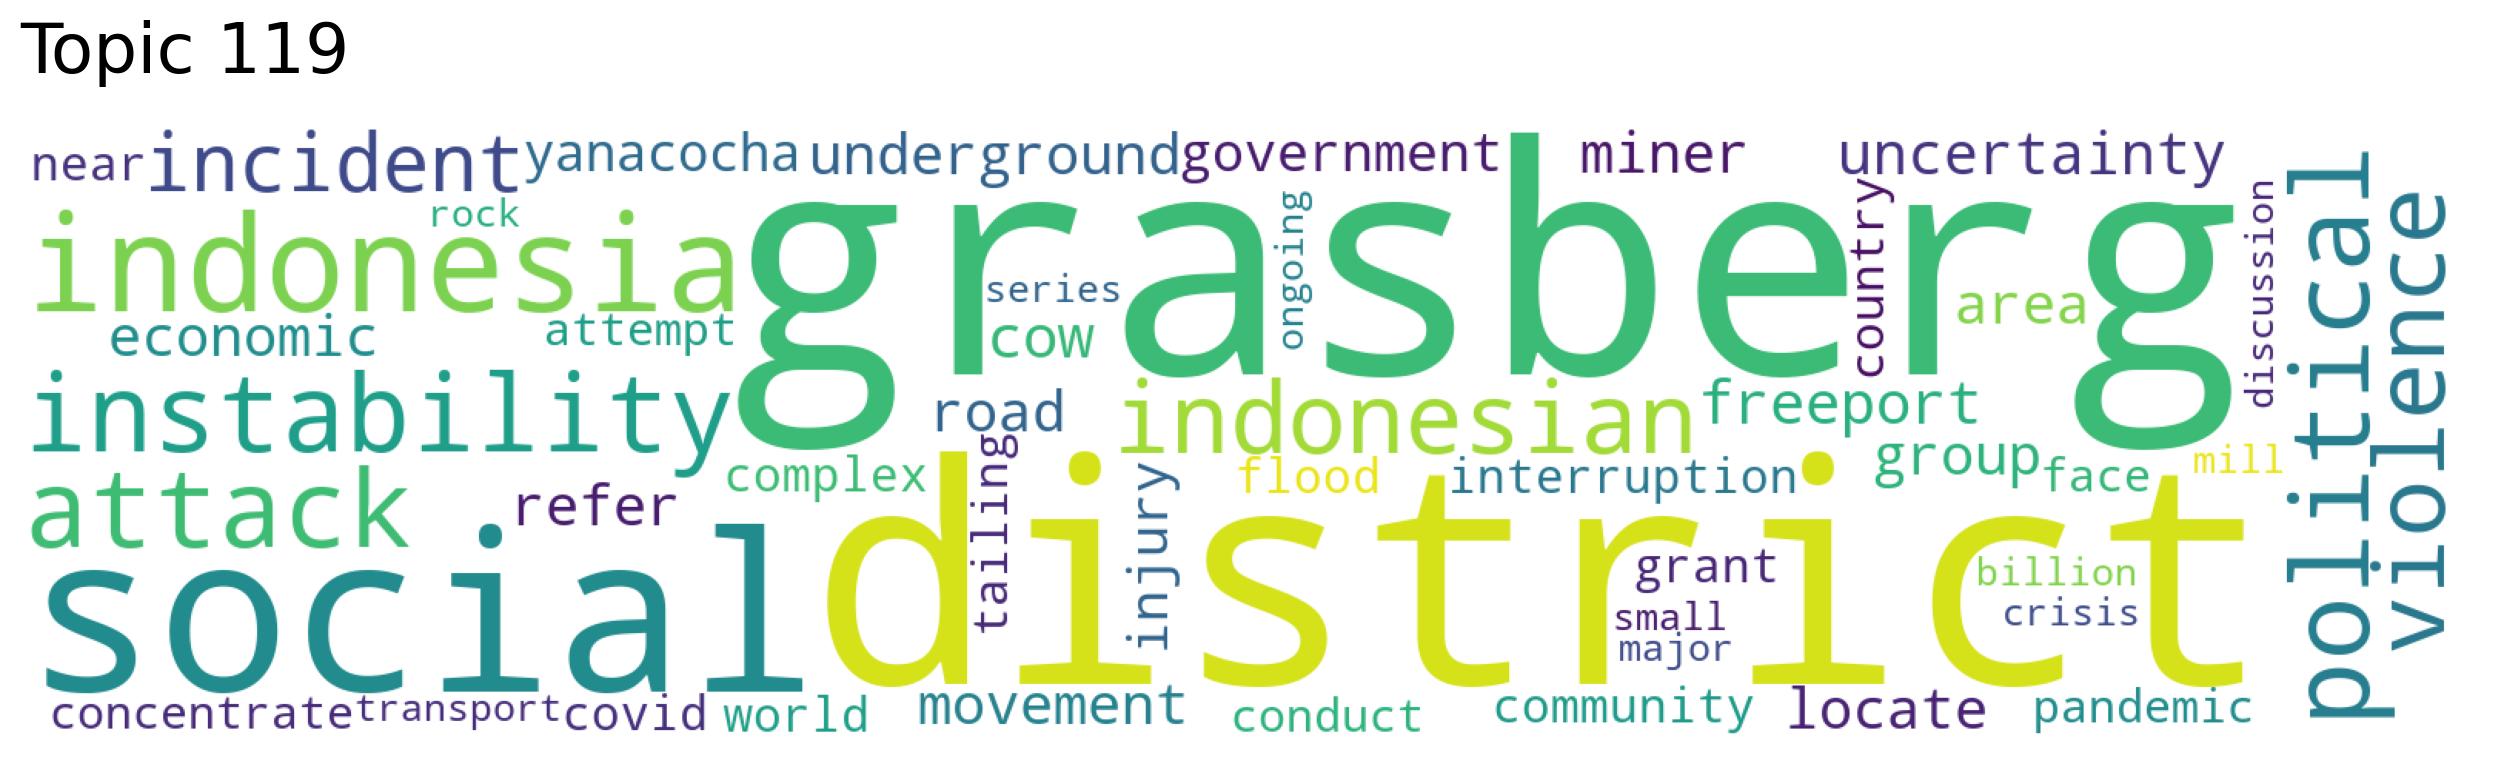 Topic 119
near incident yanacocha underground government miner uncertainty
rock
indonesia grasberg
series
ongoing
country
area
discussion
political
violence
economic attempt cow
instability road indonesian freeport
attack refer complex tailing injury flood interruption group face mill
social district
grant
small
major
billion
crisis
concentrate transport covid world movement conduct community locate pandemic